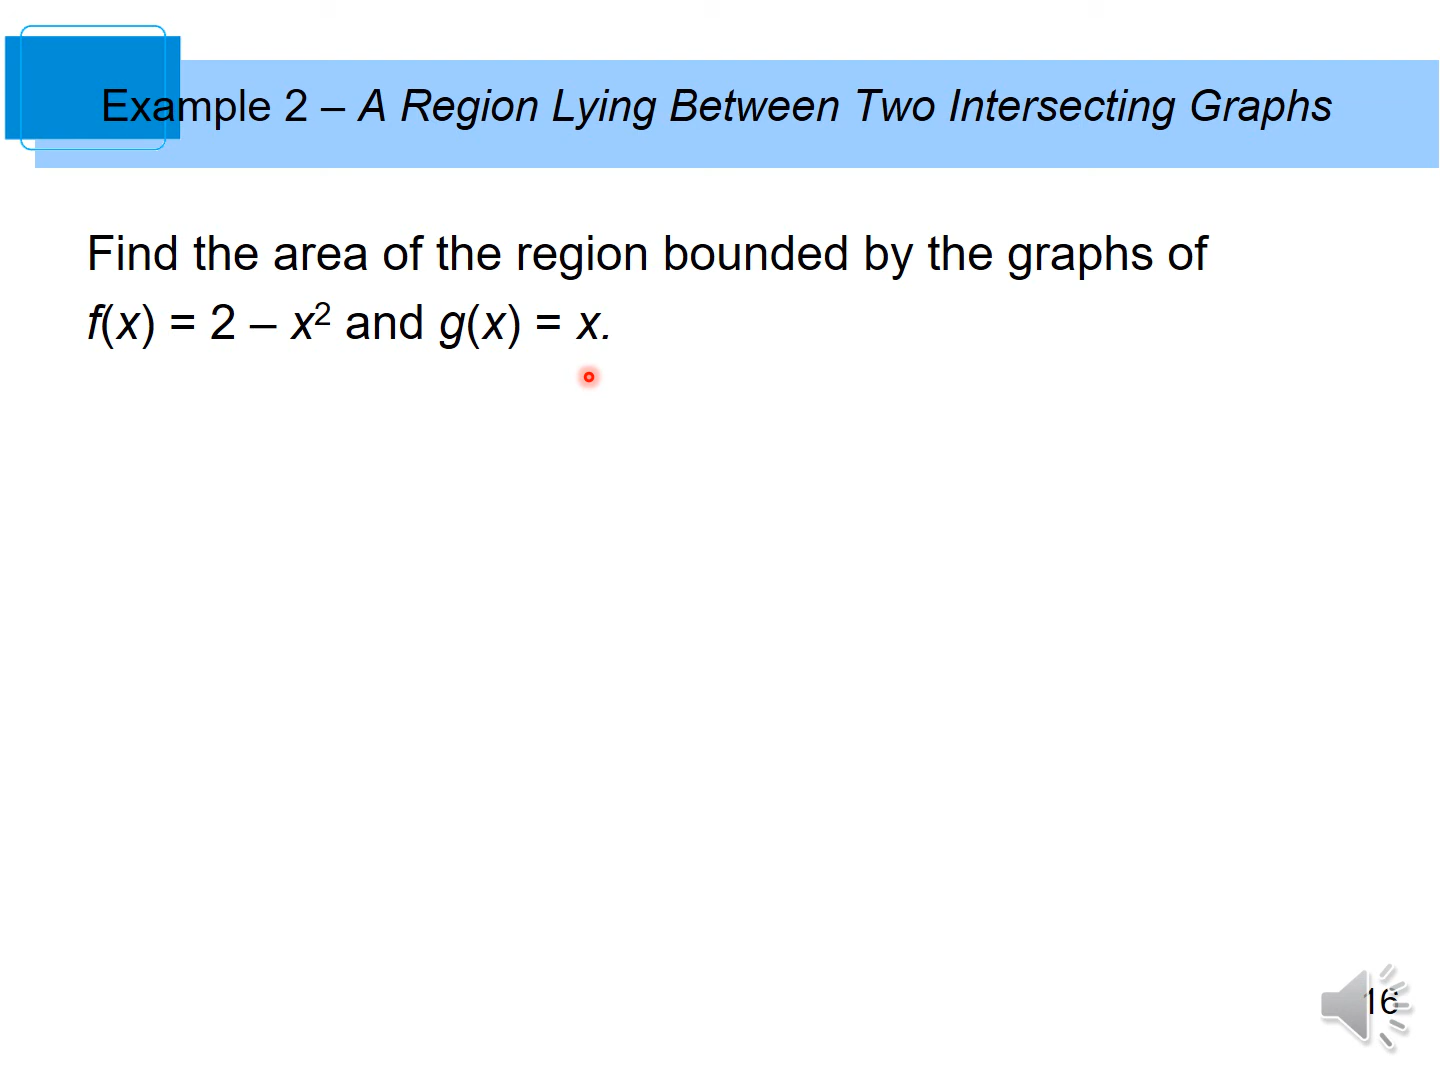 Example 2 – A Region Lying Between Two Intersecting Graphs
Find the area of the region bounded by the graphs of
f(x) = 2 – x² and g(x) = x.
16